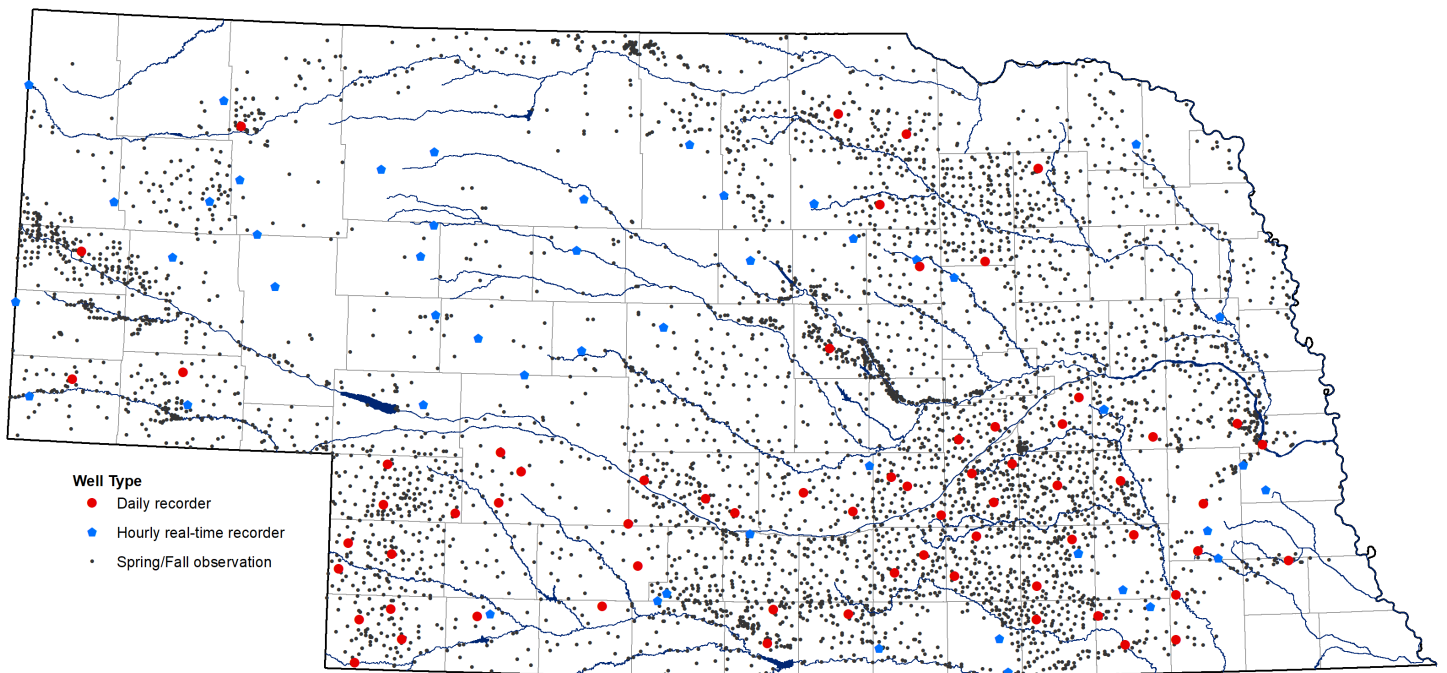 Well Type
Daily recorder
Hourly real-time recorder
Spring/Fall observation